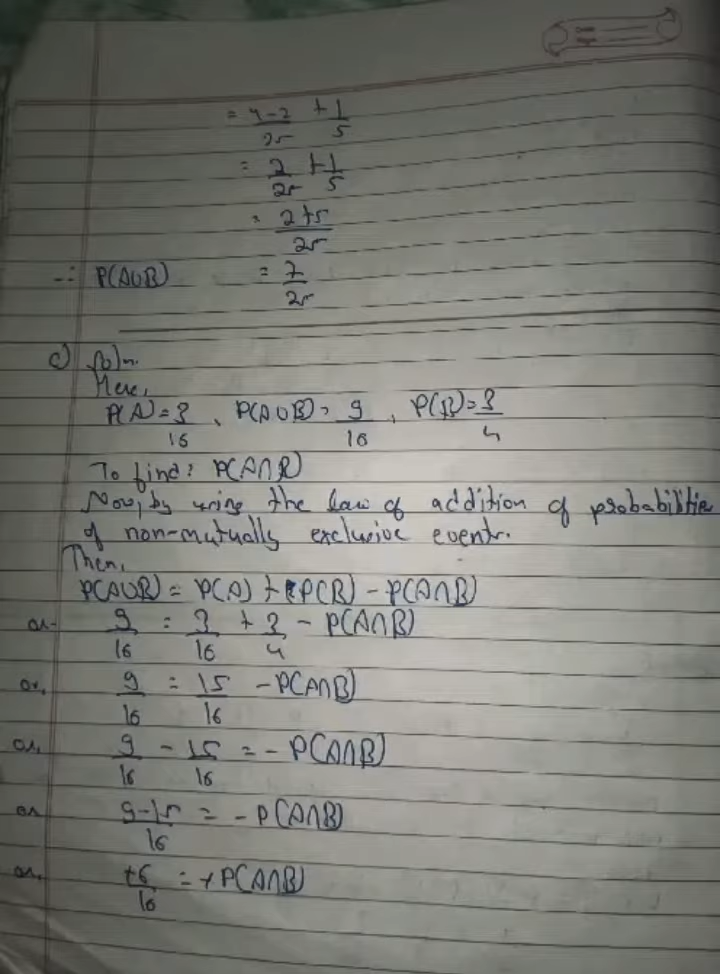 = 4-2/25 + 1/5
= 2/25 + 1/5
= 2+5/25
∴ P(A∪B) = 7/25
c) Soln.
Here,
P(A) = 3/16, P(A∪B) = 9/16, P(B) = 3/4
To find: P(A∩B)
Now, by using the law of addition of probabilities
of non-mutually exclusive events.
Then,
P(A∪B) = P(A) + P(B) - P(A∩B)
or, 9/16 = 3/16 + 3/4 - P(A∩B)
or, 9/16 = 15/16 - P(A∩B)
or, 9/16 - 15/16 = - P(A∩B)
or 9-15/16 = - P(A∩B)
or, +6/16 = + P(A∩B)